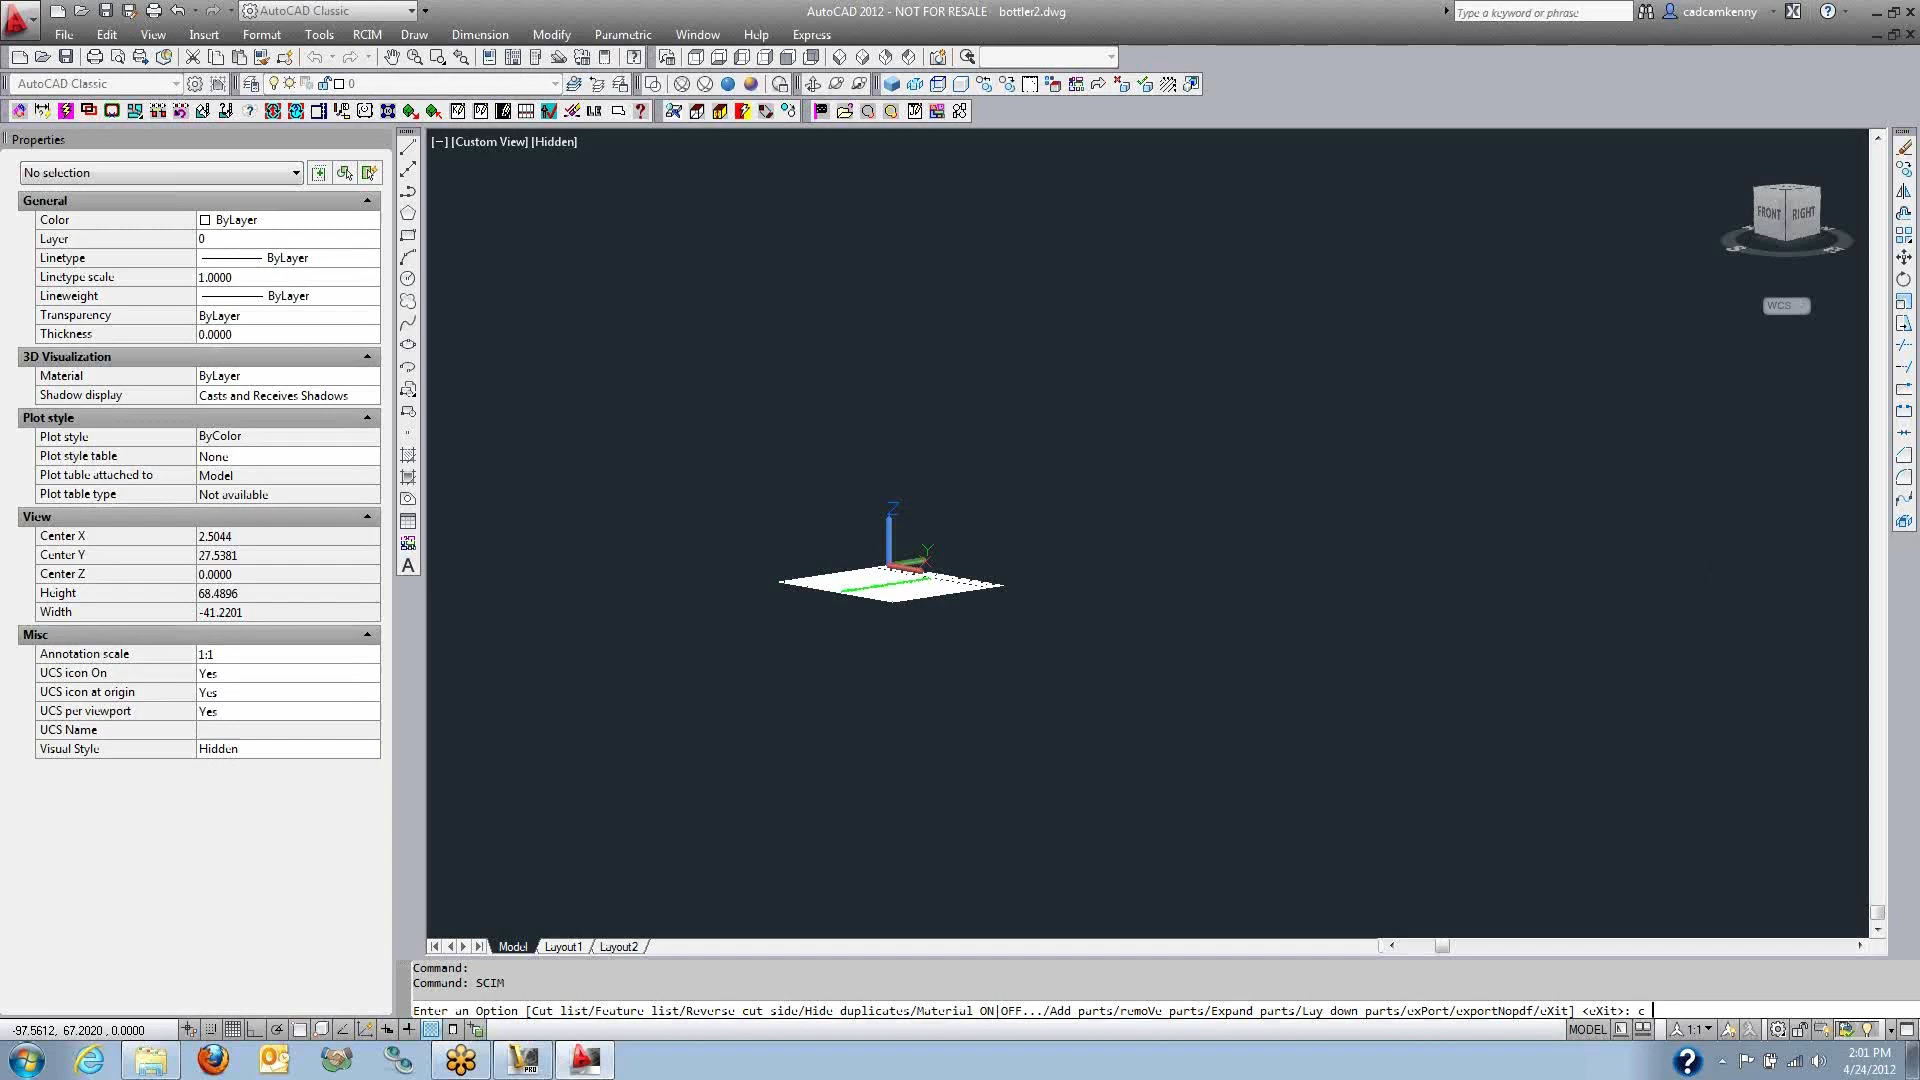 AutoCAD Classic
AutoCAD 2012 - NOT FOR RESALE    bottler2.dwg
Type a keyword or phrase
cadcamkenny
File Edit View Insert Format Tools RCIM Draw Dimension Modify Parametric Window Help Express
AutoCAD Classic
0
Properties
No selection
General
Color ByLayer
Layer 0
Linetype ByLayer
Linetype scale 1.0000
Lineweight ByLayer
Transparency ByLayer
Thickness 0.0000
3D Visualization
Material ByLayer
Shadow display Casts and Receives Shadows
Plot style
Plot style ByColor
Plot style table None
Plot table attached to Model
Plot table type Not available
View
Center X 2.5044
Center Y 27.5381
Center Z 0.0000
Height 68.4896
Width -41.2201
Misc
Annotation scale 1:1
UCS icon On Yes
UCS icon at origin Yes
UCS per viewport Yes
UCS Name
Visual Style Hidden
[−] [Custom View] [Hidden]
FRONT RIGHT
WCS
Z
Y
A
Model Layout1 Layout2
Command:
Command: SCIM
Enter an Option [Cut list/Feature list/Reverse cut side/Hide duplicates/Material ON|OFF.../Add parts/remoVe parts/Expand parts/Lay down parts/exPort/exportNopdf/eXit] <eXit>: c
-97.5612, 67.2020, 0.0000
MODEL
1:1
PRO
2:01 PM
4/24/2012